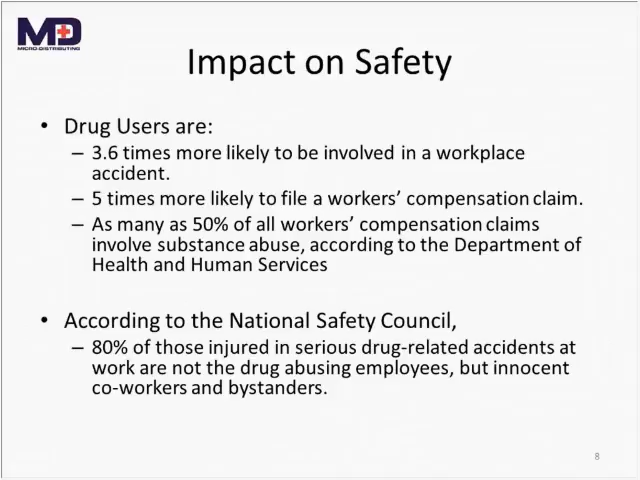 MD
MICRO-DISTRIBUTING
Impact on Safety
• Drug Users are:
– 3.6 times more likely to be involved in a workplace
accident.
– 5 times more likely to file a workers’ compensation claim.
– As many as 50% of all workers’ compensation claims
involve substance abuse, according to the Department of
Health and Human Services
• According to the National Safety Council,
– 80% of those injured in serious drug-related accidents at
work are not the drug abusing employees, but innocent
co-workers and bystanders.
8